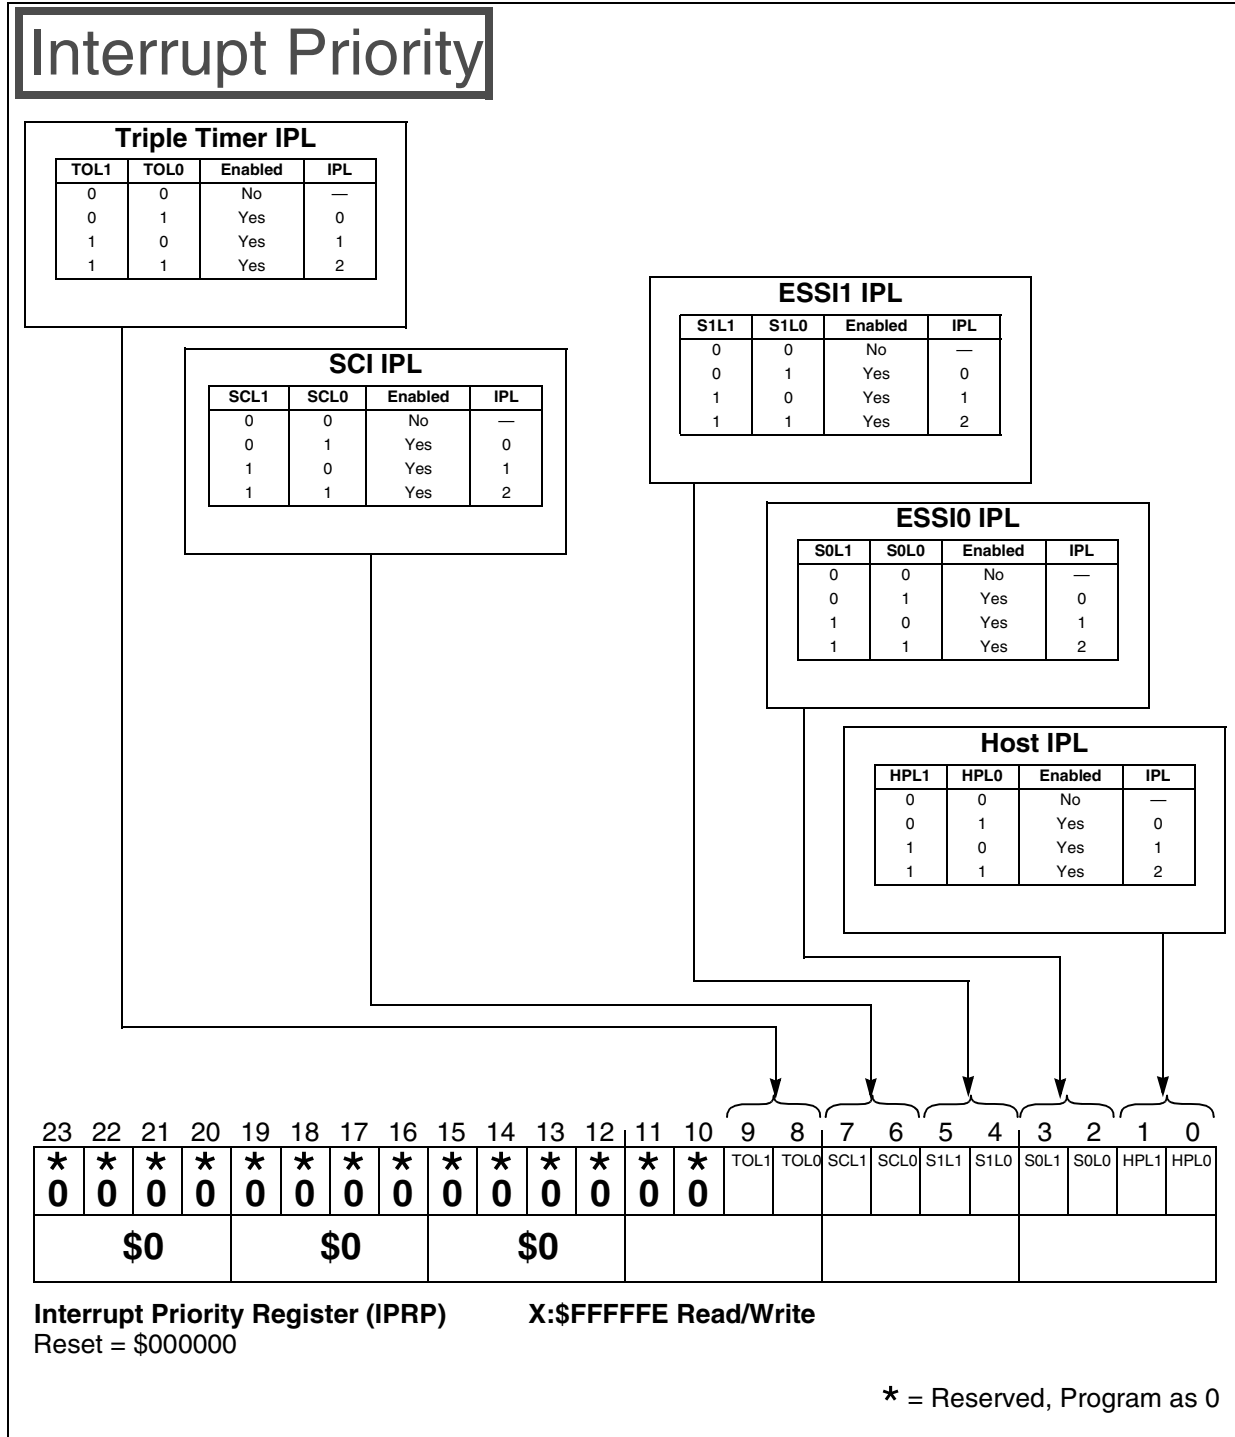 Interrupt Priority
Triple Timer IPL
TOL1 TOL0 Enabled IPL
0 0 No —
0 1 Yes 0
1 0 Yes 1
1 1 Yes 2
SCI IPL
SCL1 SCL0 Enabled IPL
0 0 No —
0 1 Yes 0
1 0 Yes 1
1 1 Yes 2
ESSI1 IPL
S1L1 S1L0 Enabled IPL
0 0 No —
0 1 Yes 0
1 0 Yes 1
1 1 Yes 2
ESSI0 IPL
S0L1 S0L0 Enabled IPL
0 0 No —
0 1 Yes 0
1 0 Yes 1
1 1 Yes 2
Host IPL
HPL1 HPL0 Enabled IPL
0 0 No —
0 1 Yes 0
1 0 Yes 1
1 1 Yes 2
23 22 21 20 19 18 17 16 15 14 13 12 11 10 9 8 7 6 5 4 3 2 1 0
* * * * * * * * * * * * * * TOL1 TOL0 SCL1 SCL0 S1L1 S1L0 S0L1 S0L0 HPL1 HPL0
0 0 0 0 0 0 0 0 0 0 0 0 0 0
$0 $0 $0
Interrupt Priority Register (IPRP) X:$FFFFFE Read/Write
Reset = $000000
* = Reserved, Program as 0